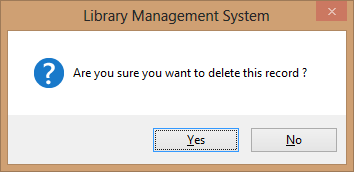 Library Management System
Are you sure you want to delete this record ?
Yes No